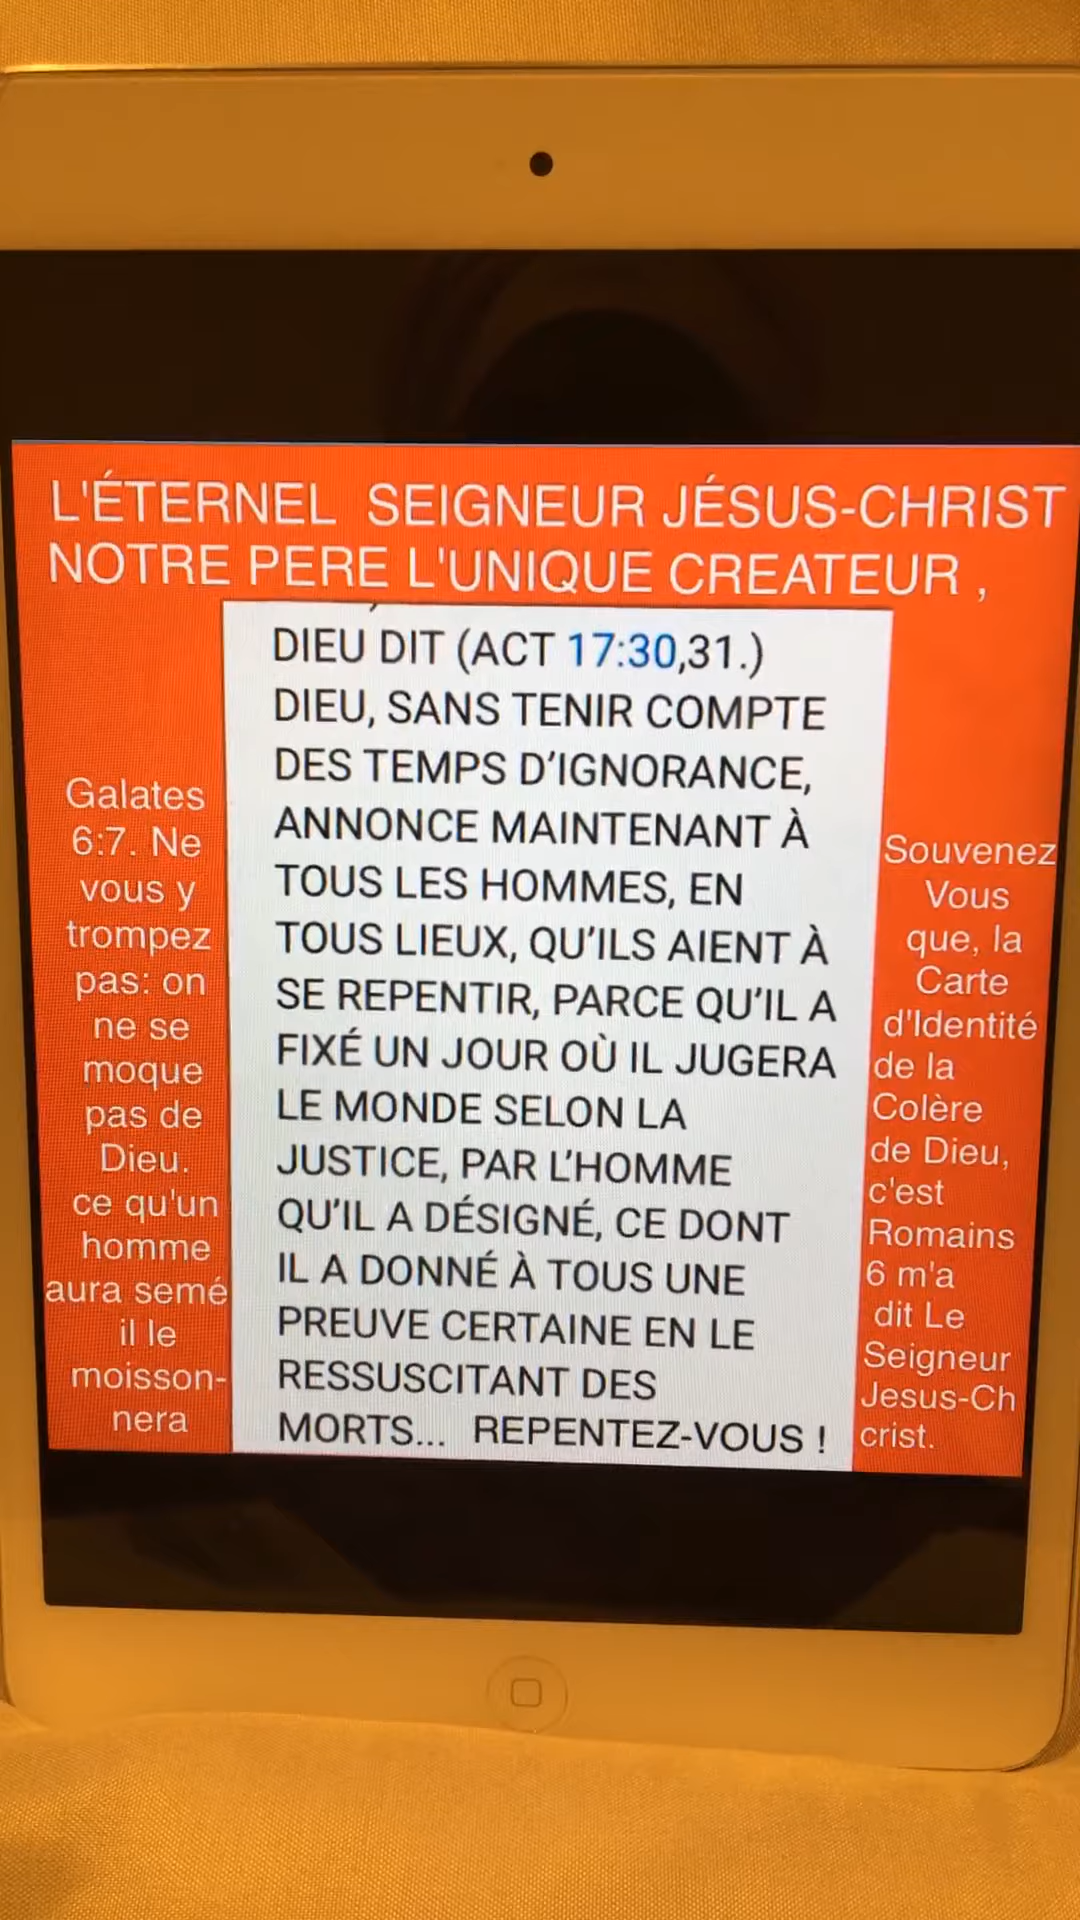 L'ÉTERNEL SEIGNEUR JÉSUS-CHRIST
NOTRE PERE L'UNIQUE CREATEUR ,
DIEU DIT (ACT 17:30,31.)
DIEU, SANS TENIR COMPTE
DES TEMPS D'IGNORANCE,
ANNONCE MAINTENANT À
TOUS LES HOMMES, EN
TOUS LIEUX, QU'ILS AIENT À
SE REPENTIR, PARCE QU'IL A
FIXÉ UN JOUR OÙ IL JUGERA
LE MONDE SELON LA
JUSTICE, PAR L'HOMME
QU'IL A DÉSIGNÉ, CE DONT
IL A DONNÉ À TOUS UNE
PREUVE CERTAINE EN LE
RESSUSCITANT DES
MORTS... REPENTEZ-VOUS !
Galates
6:7. Ne
vous y
trompez
pas: on
ne se
moque
pas de
Dieu.
ce qu'un
homme
aura semé
il le
moisson-
nera
Souvenez
Vous
que, la
Carte
d'Identité
de la
Colère
de Dieu,
c'est
Romains
6 m'a
dit Le
Seigneur
Jesus-Ch
crist.